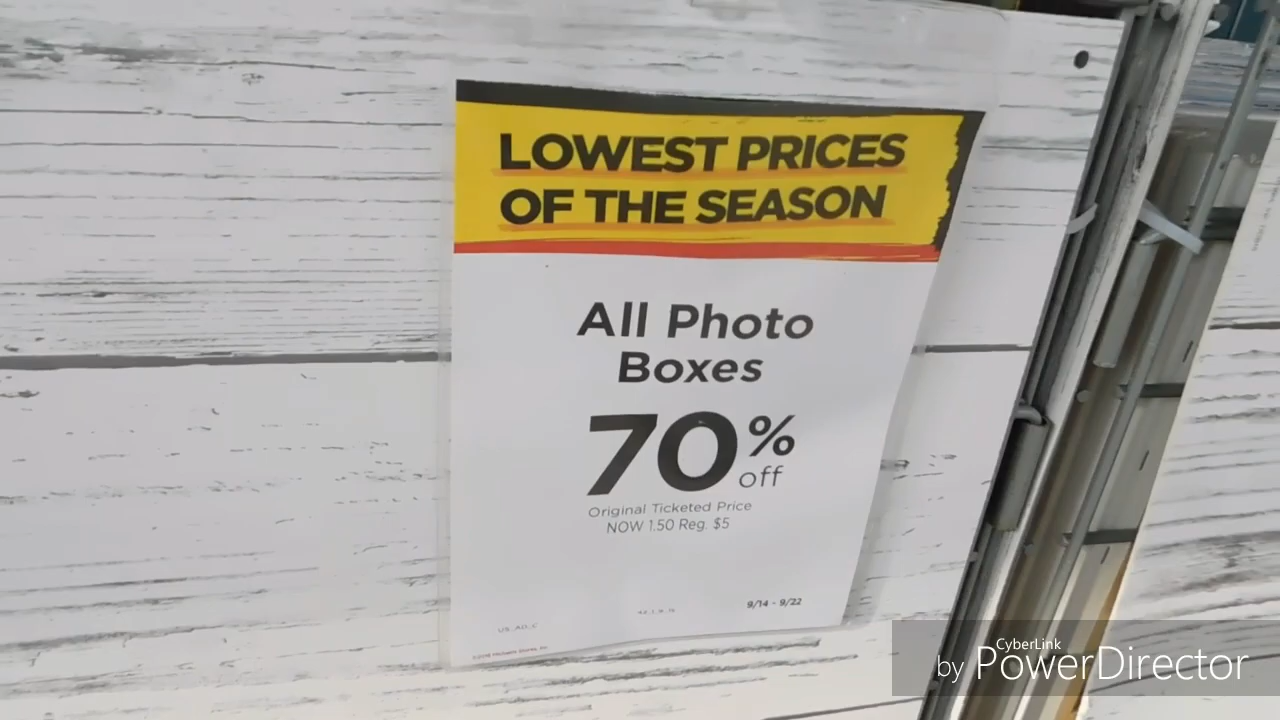 LOWEST PRICES
OF THE SEASON
All Photo
Boxes
70%
off
Original Ticketed Price
NOW 1.50 Reg. $5
9/14 - 9/22
US_AD_C
CyberLink
by PowerDirector